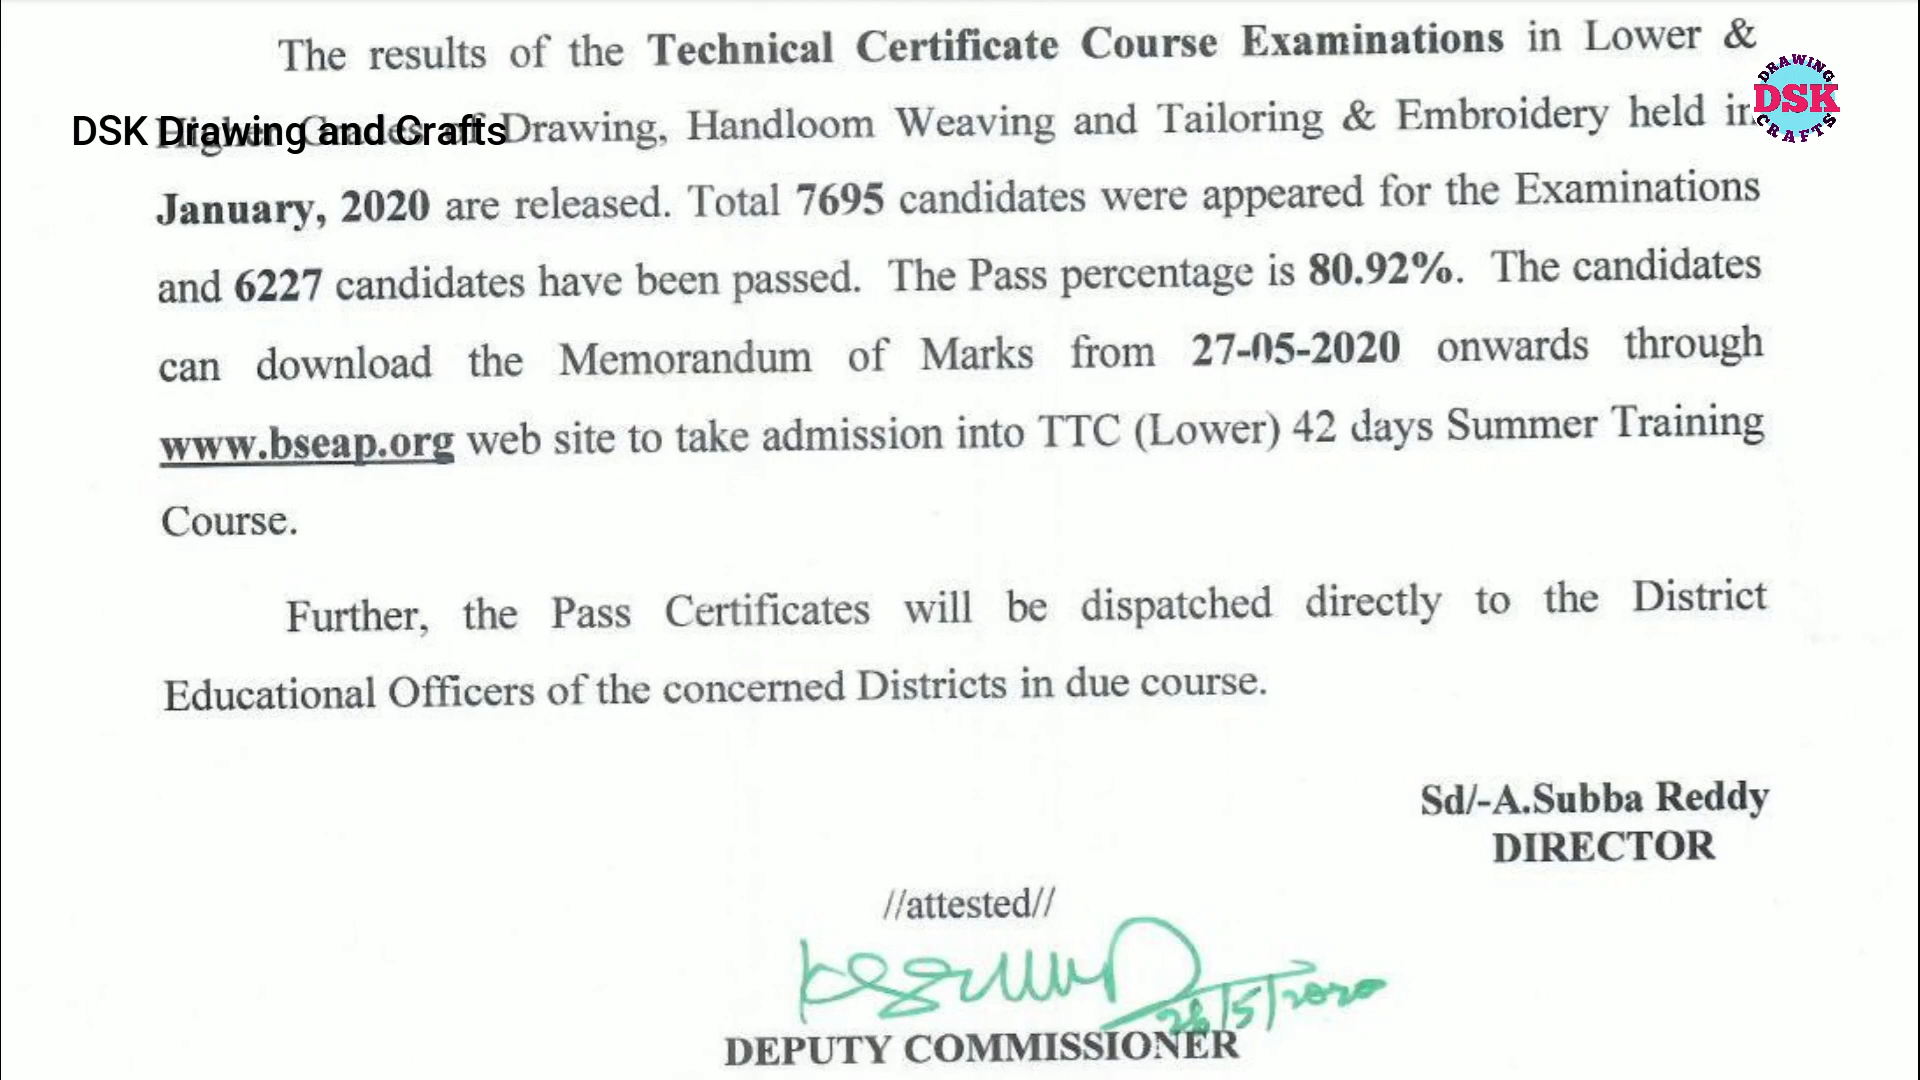 The results of the Technical Certificate Course Examinations in Lower &
DSK Drawing and Crafts
Drawing, Handloom Weaving and Tailoring & Embroidery held in
DRAWING
DSK
CRAFTS
January, 2020 are released. Total 7695 candidates were appeared for the Examinations
and 6227 candidates have been passed. The Pass percentage is 80.92%. The candidates
can download the Memorandum of Marks from 27-05-2020 onwards through
www.bseap.org web site to take admission into TTC (Lower) 42 days Summer Training
Course.
Further, the Pass Certificates will be dispatched directly to the District
Educational Officers of the concerned Districts in due course.
Sd/-A.Subba Reddy
DIRECTOR
//attested//
26/5/2020
DEPUTY COMMISSIONER